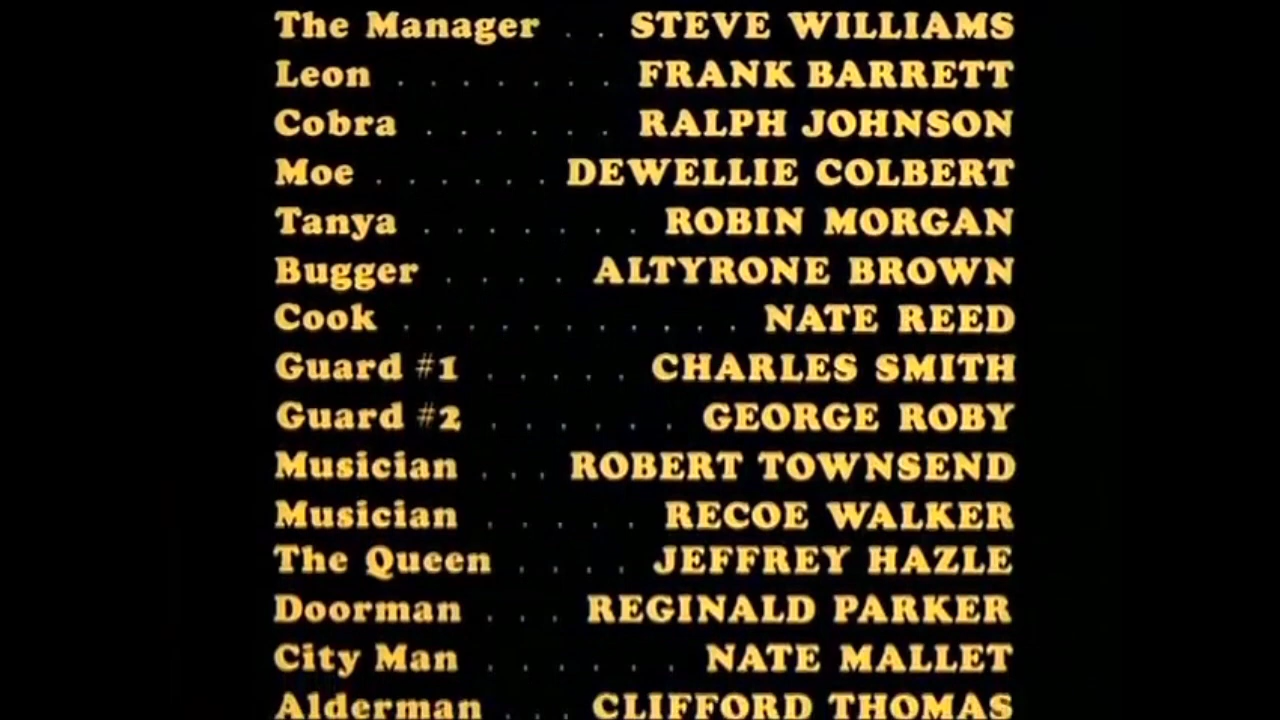 The Manager . . STEVE WILLIAMS
Leon . . . . . . . FRANK BARRETT
Cobra . . . . . . RALPH JOHNSON
Moe . . . . . . DEWELLIE COLBERT
Tanya . . . . . . . ROBIN MORGAN
Bugger . . . . ALTYRONE BROWN
Cook . . . . . . . . . . . . NATE REED
Guard #1 . . . . . CHARLES SMITH
Guard #2 . . . . . . GEORGE ROBY
Musician . . . ROBERT TOWNSEND
Musician . . . . . RECOE WALKER
The Queen . . . . JEFFREY HAZLE
Doorman . . . REGINALD PARKER
City Man . . . . . . NATE MALLET
Alderman . . . CLIFFORD THOMAS